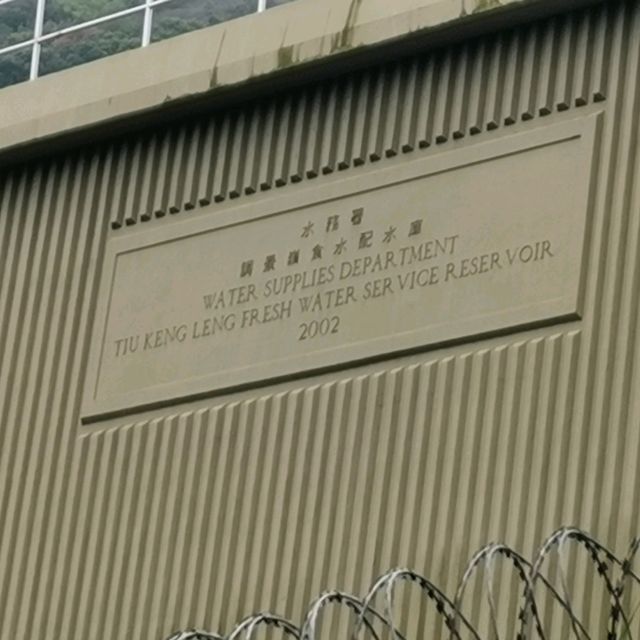 水務署
調景嶺食水配水庫
WATER SUPPLIES DEPARTMENT
TIU KENG LENG FRESH WATER SERVICE RESERVOIR
2002